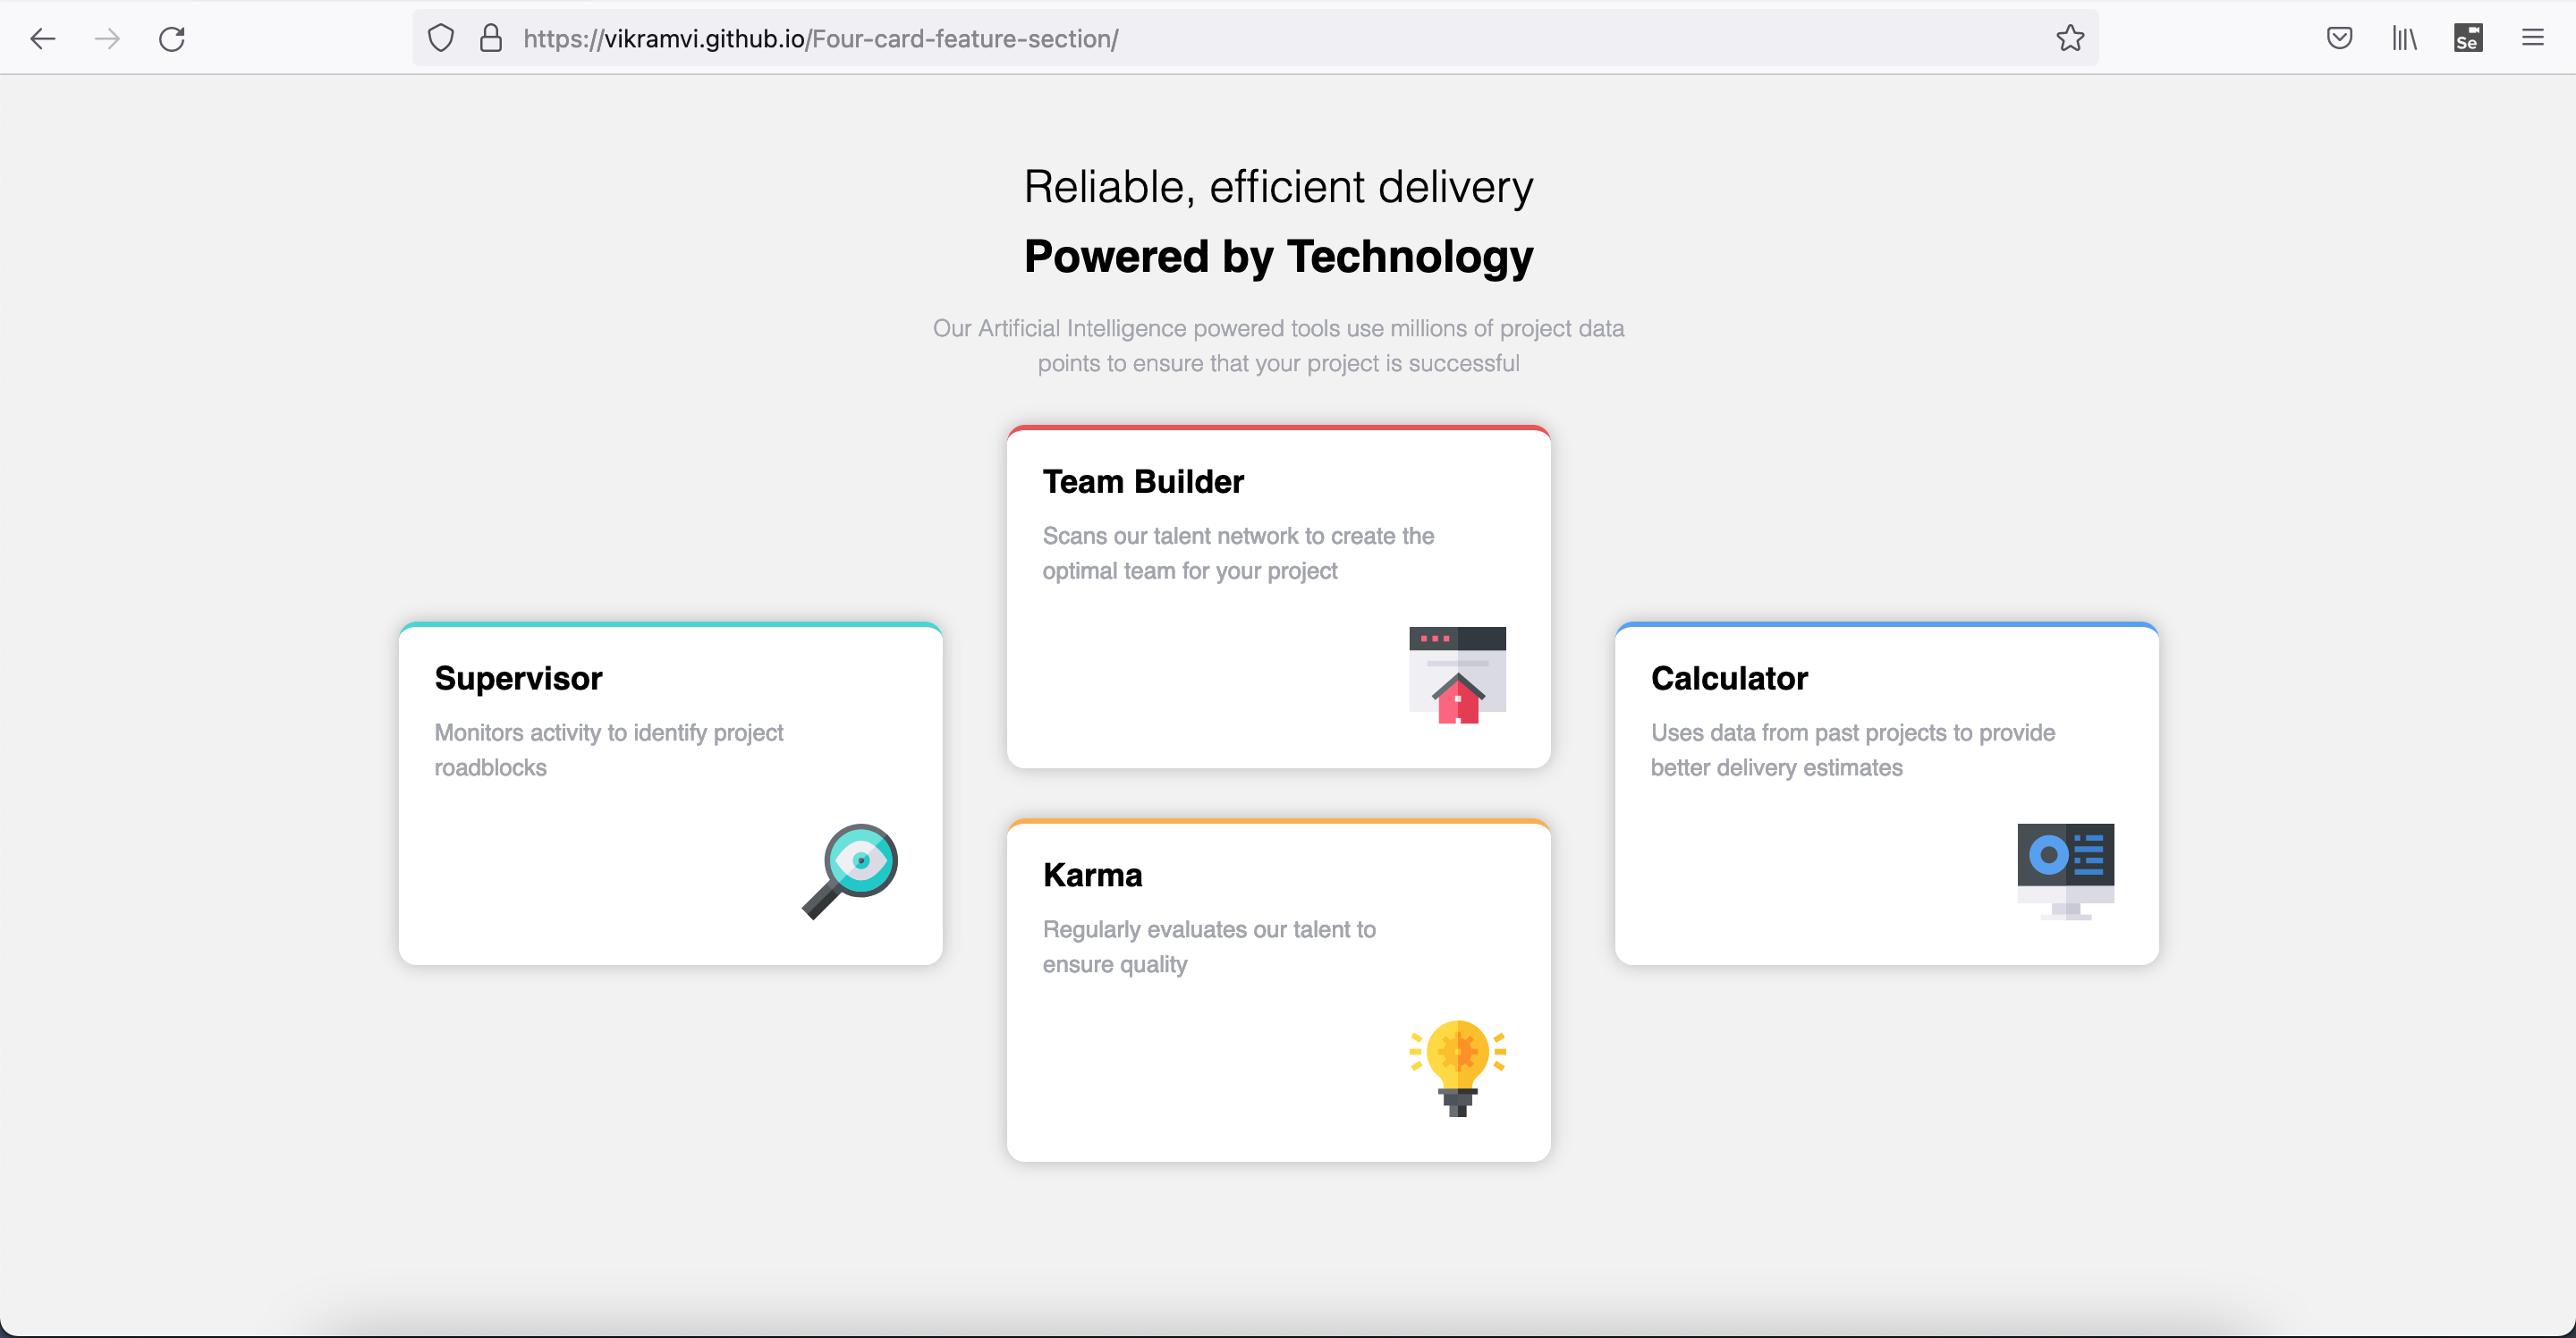 https://vikramvi.github.io/Four-card-feature-section/
Se
Reliable, efficient delivery
Powered by Technology
Our Artificial Intelligence powered tools use millions of project data
points to ensure that your project is successful
Team Builder
Scans our talent network to create the
optimal team for your project
Supervisor
Monitors activity to identify project
roadblocks
Calculator
Uses data from past projects to provide
better delivery estimates
Karma
Regularly evaluates our talent to
ensure quality